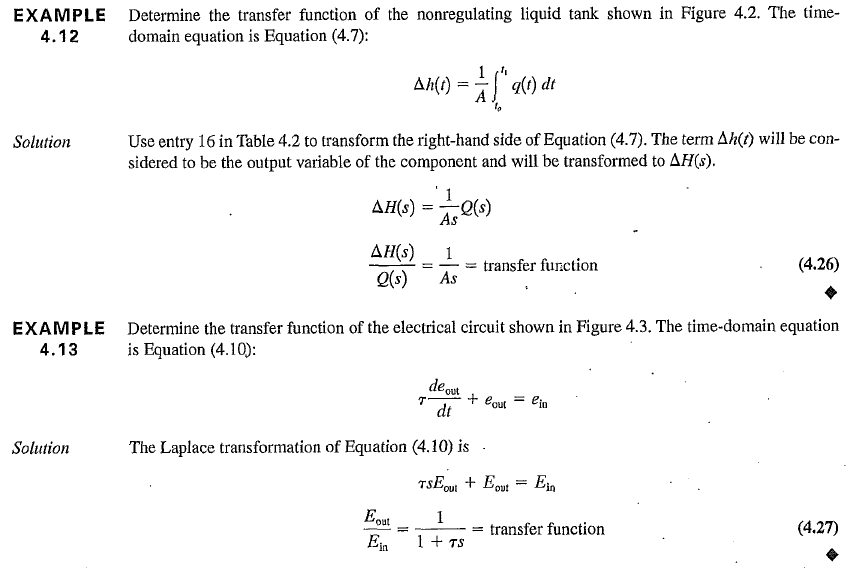 EXAMPLE 4.12 Determine the transfer function of the nonregulating liquid tank shown in Figure 4.2. The time-
domain equation is Equation (4.7):
Δh(t) = 1/A ∫_{t₀}^{t₁} q(t) dt
Solution Use entry 16 in Table 4.2 to transform the right-hand side of Equation (4.7). The term Δh(t) will be con-
sidered to be the output variable of the component and will be transformed to ΔH(s).
ΔH(s) = 1/As Q(s)
ΔH(s)/Q(s) = 1/As = transfer function (4.26)
◆
EXAMPLE 4.13 Determine the transfer function of the electrical circuit shown in Figure 4.3. The time-domain equation
is Equation (4.10):
τ de_out/dt + e_out = e_in
Solution The Laplace transformation of Equation (4.10) is
τsE_out + E_out = E_in
E_out/E_in = 1/(1 + τs) = transfer function (4.27)
◆